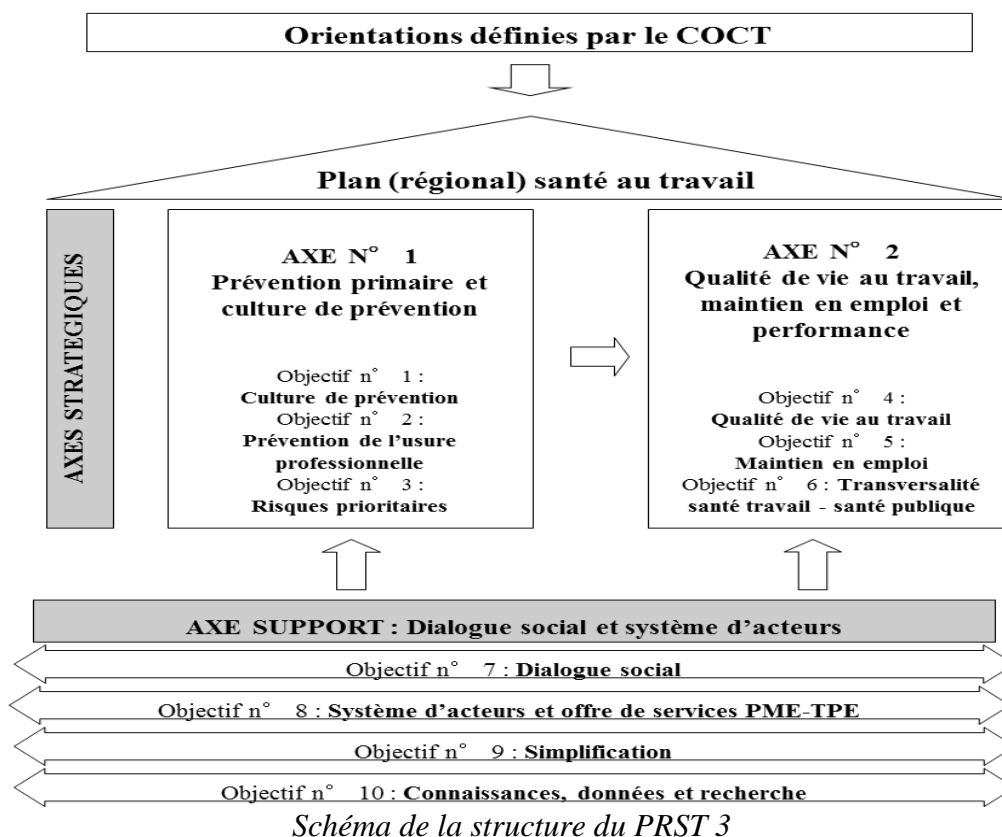 Orientations définies par le COCT
Plan (régional) santé au travail
AXES STRATEGIQUES
AXE N° 1
Prévention primaire et
culture de prévention
Objectif n° 1 :
Culture de prévention
Objectif n° 2 :
Prévention de l'usure
professionnelle
Objectif n° 3 :
Risques prioritaires
AXE N° 2
Qualité de vie au travail,
maintien en emploi et
performance
Objectif n° 4 :
Qualité de vie au travail
Objectif n° 5 :
Maintien en emploi
Objectif n° 6 : Transversalité
santé travail - santé publique
AXE SUPPORT : Dialogue social et système d'acteurs
Objectif n° 7 : Dialogue social
Objectif n° 8 : Système d'acteurs et offre de services PME-TPE
Objectif n° 9 : Simplification
Objectif n° 10 : Connaissances, données et recherche
Schéma de la structure du PRST 3